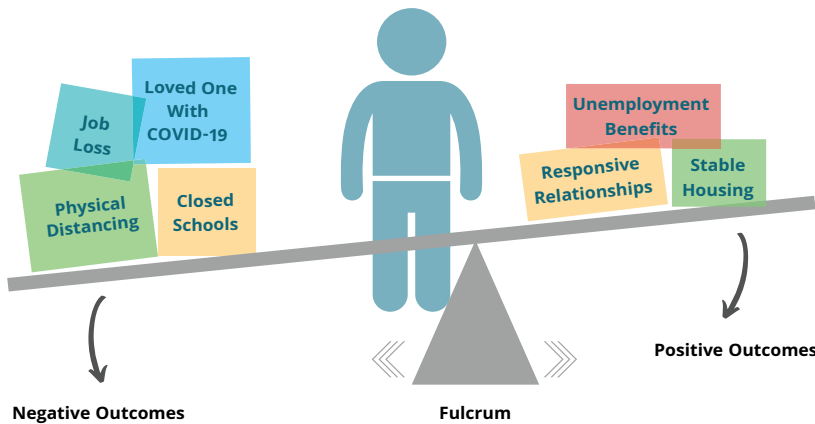 Loved One
With
COVID-19
Job
Loss
Physical
Distancing
Closed
Schools
Unemployment
Benefits
Responsive
Relationships
Stable
Housing
Positive Outcomes
Negative Outcomes
Fulcrum